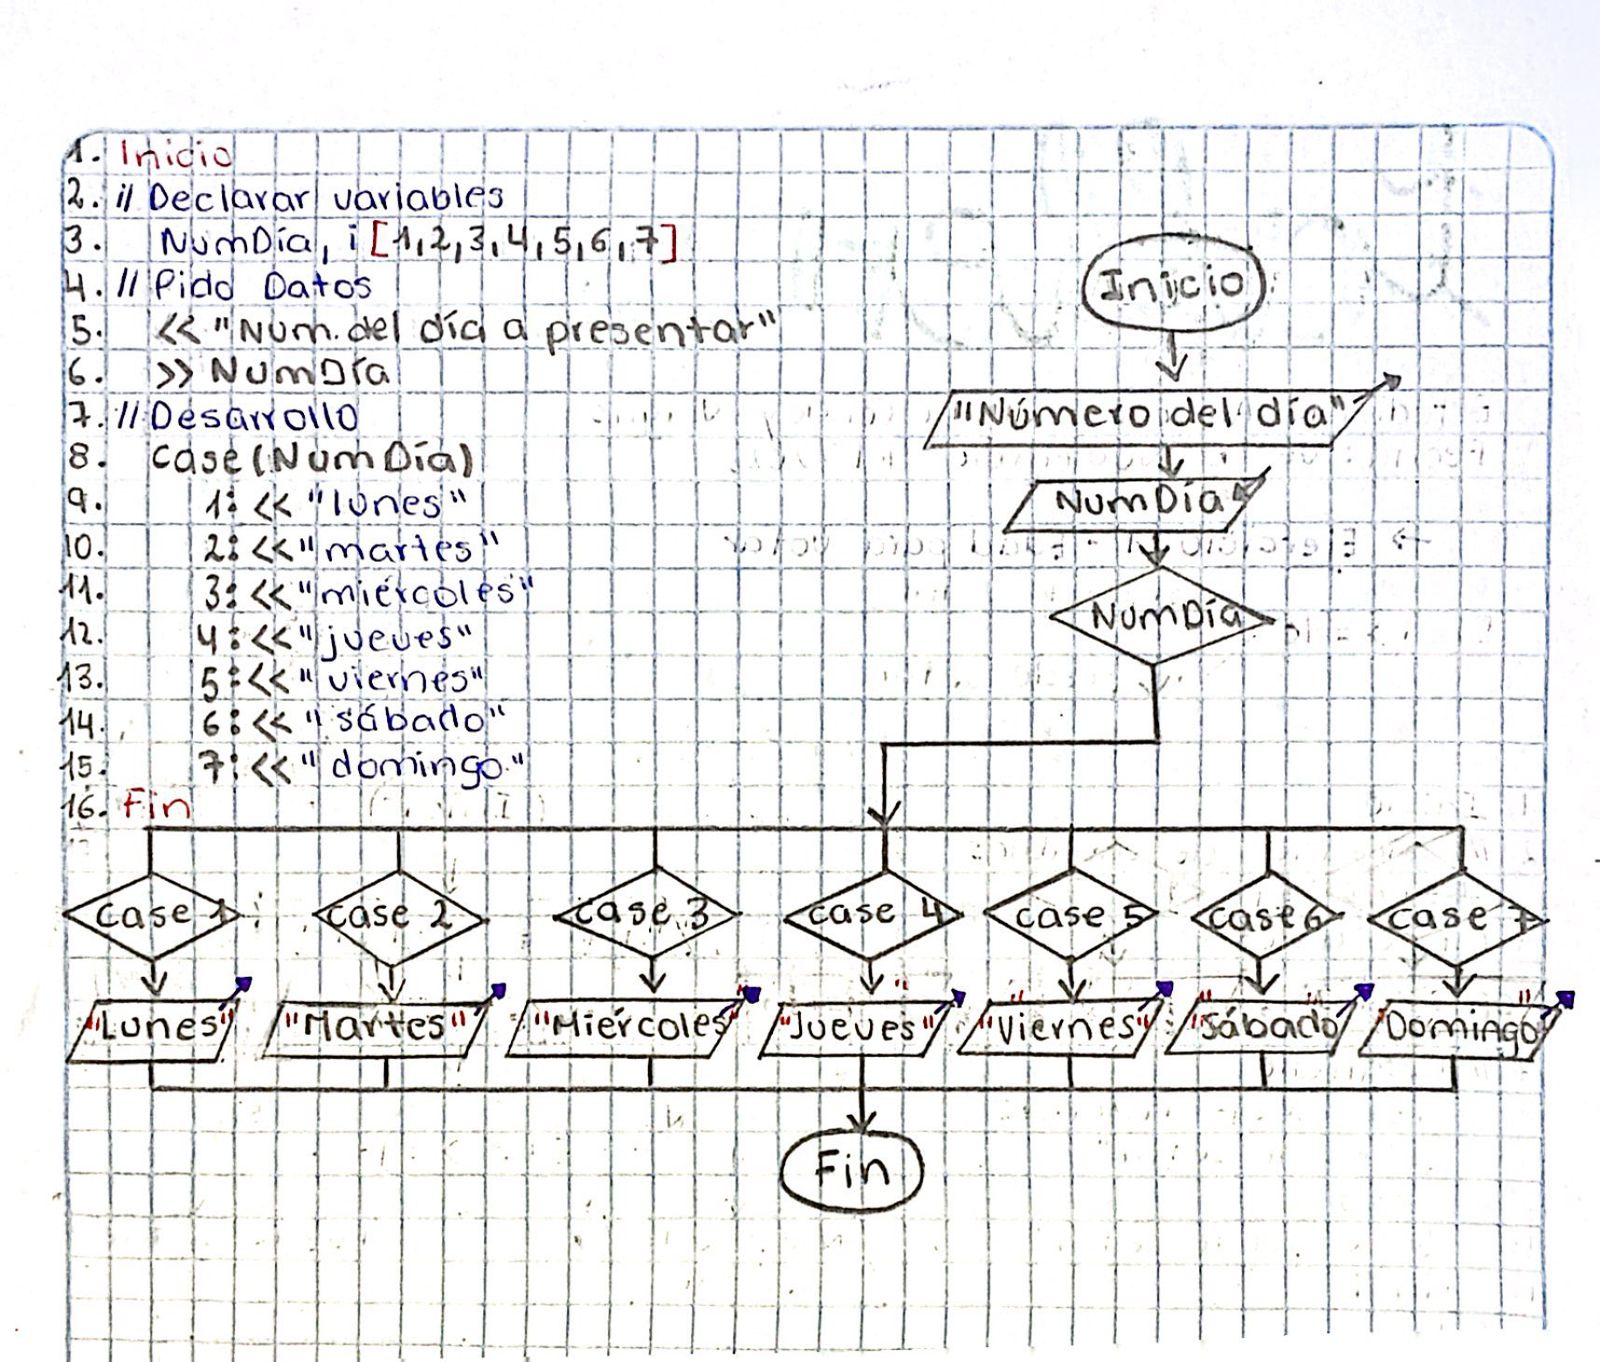 1. Inicio
2. // Declarar variables
3. NumDía, i [1,2,3,4,5,6,7]
4. // Pido Datos
5. << "Num. del día a presentar"
6. >> NumDía
7. // Desarrollo
8. case (NumDía)
9. 1: << "lunes"
10. 2: << "martes"
11. 3: << "miércoles"
12. 4: << "jueves"
13. 5: << "viernes"
14. 6: << "sábado"
15. 7: << "domingo"
16. Fin
Inicio
"Número del día"
NumDía
NumDía
case 1 case 2 case 3 case 4 case 5 case 6 case 7
"Lunes" "Martes" "Miércoles" "Jueves" "Viernes" "Sábado" "Domingo"
Fin